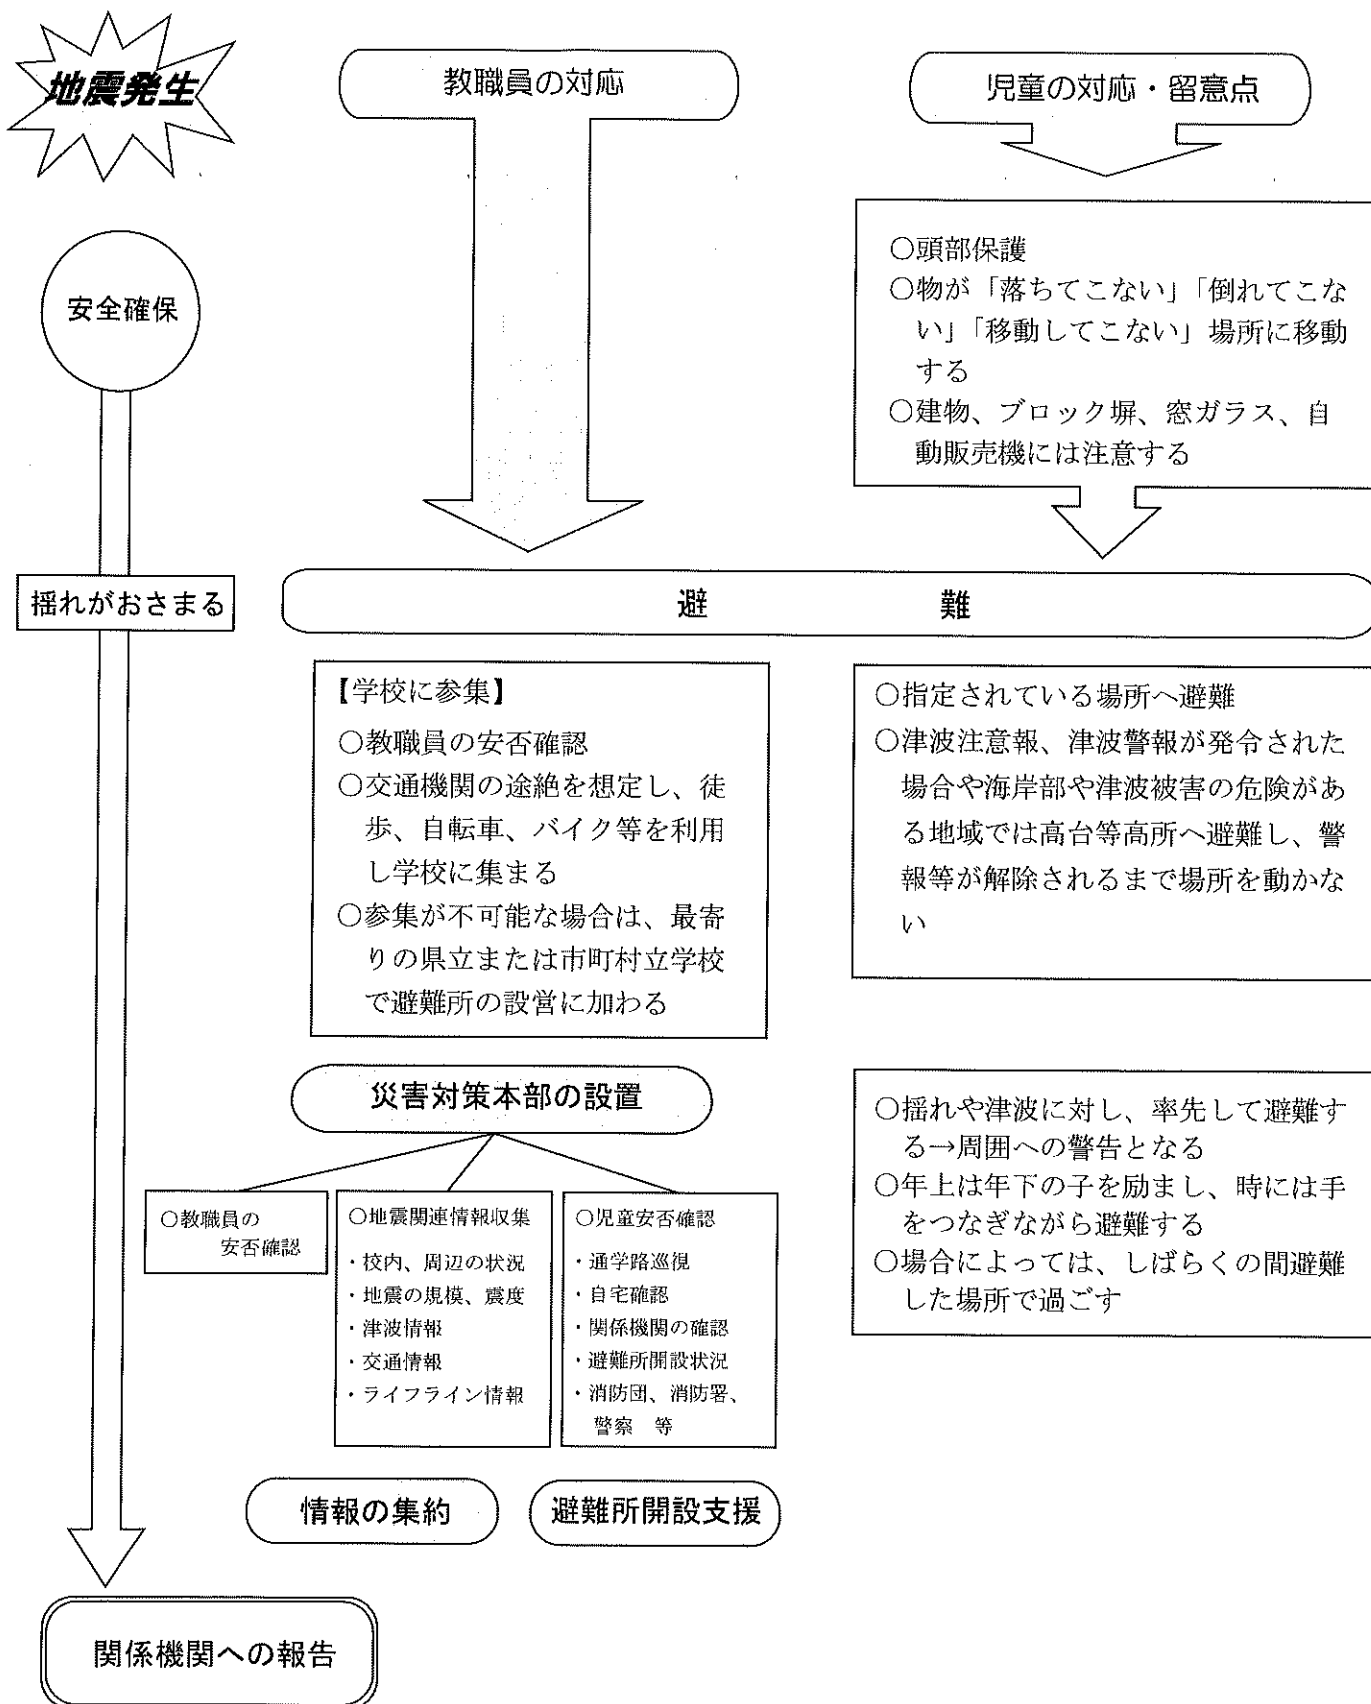 地震発生
教職員の対応
児童の対応・留意点
安全確保
○頭部保護
○物が「落ちてこない」「倒れてこな
い」「移動してこない」場所に移動
する
○建物、ブロック塀、窓ガラス、自
動販売機には注意する
揺れがおさまる
避 難
【学校に参集】
○教職員の安否確認
○交通機関の途絶を想定し、徒
歩、自転車、バイク等を利用
し学校に集まる
○参集が不可能な場合は、最寄
りの県立または市町村立学校
で避難所の設営に加わる
○指定されている場所へ避難
○津波注意報、津波警報が発令された
場合や海岸部や津波被害の危険があ
る地域では高台等高所へ避難し、警
報等が解除されるまで場所を動かな
い
災害対策本部の設置
○教職員の
安否確認
○地震関連情報収集
・校内、周辺の状況
・地震の規模、震度
・津波情報
・交通情報
・ライフライン情報
○児童安否確認
・通学路巡視
・自宅確認
・関係機関の確認
・避難所開設状況
・消防団、消防署、
警察 等
○揺れや津波に対し、率先して避難す
る→周囲への警告となる
○年上は年下の子を励まし、時には手
をつなぎながら避難する
○場合によっては、しばらくの間避難
した場所で過ごす
情報の集約
避難所開設支援
関係機関への報告